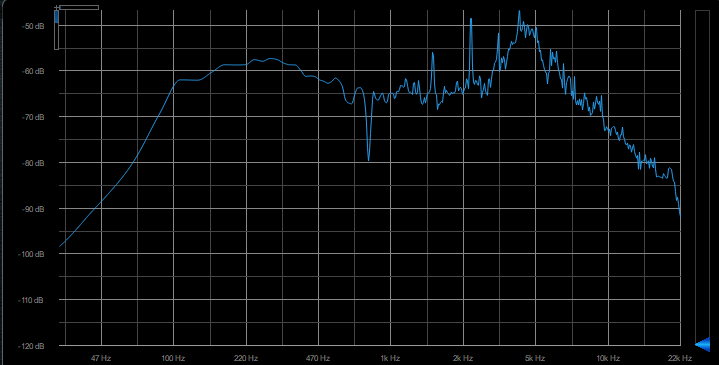 -50 dB
-60 dB
-70 dB
-80 dB
-90 dB
-100 dB
-110 dB
-120 dB
47 Hz 100 Hz 220 Hz 470 Hz 1k Hz 2k Hz 5k Hz 10k Hz 22k Hz